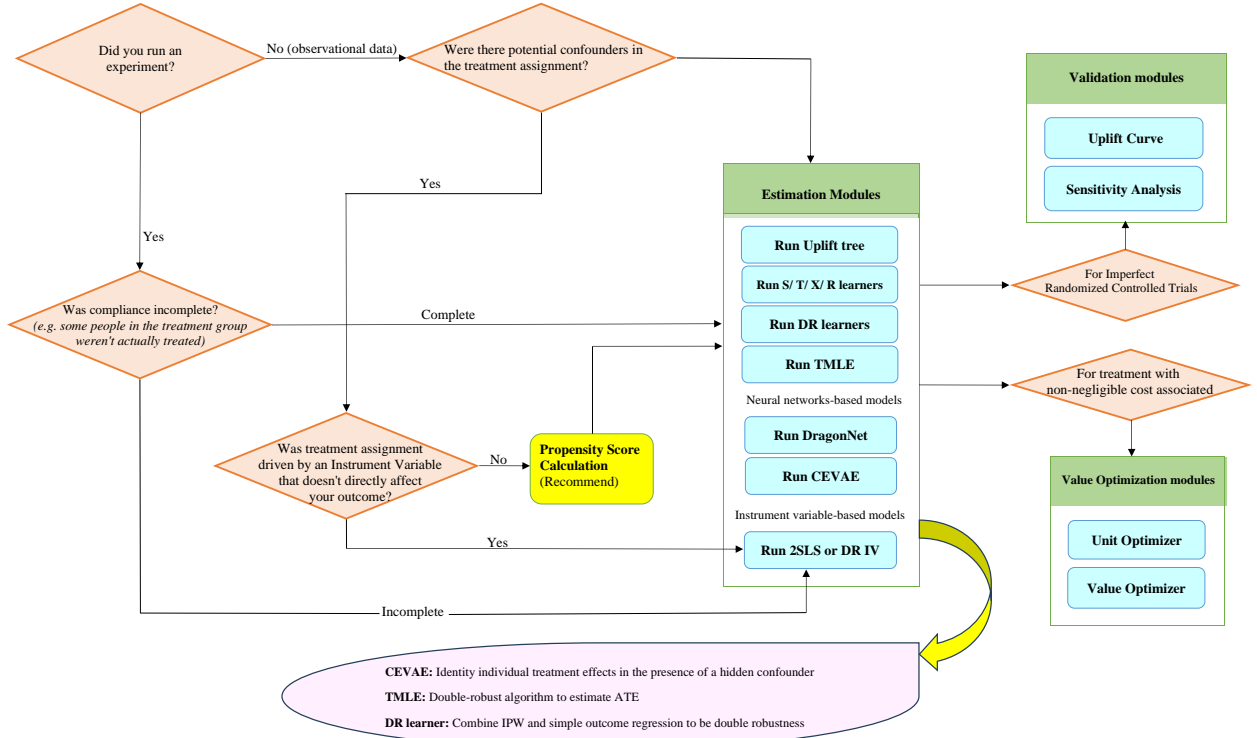 Did you run an
experiment?
No (observational data)
Were there potential confounders in
the treatment assignment?
Validation modules
Uplift Curve
Sensitivity Analysis
Yes
Yes
Estimation Modules
Run Uplift tree
Run S/ T/ X/ R learners
Run DR learners
Run TMLE
Neural networks-based models
Run DragonNet
Run CEVAE
Instrument variable-based models
Run 2SLS or DR IV
For Imperfect
Randomized Controlled Trials
Was compliance incomplete?
(e.g. some people in the treatment group
weren't actually treated)
Complete
For treatment with
non-negligible cost associated
Was treatment assignment
driven by an Instrument Variable
that doesn't directly affect
your outcome?
No
Propensity Score
Calculation
(Recommend)
Yes
Value Optimization modules
Unit Optimizer
Value Optimizer
Incomplete
CEVAE: Identity individual treatment effects in the presence of a hidden confounder
TMLE: Double-robust algorithm to estimate ATE
DR learner: Combine IPW and simple outcome regression to be double robustness